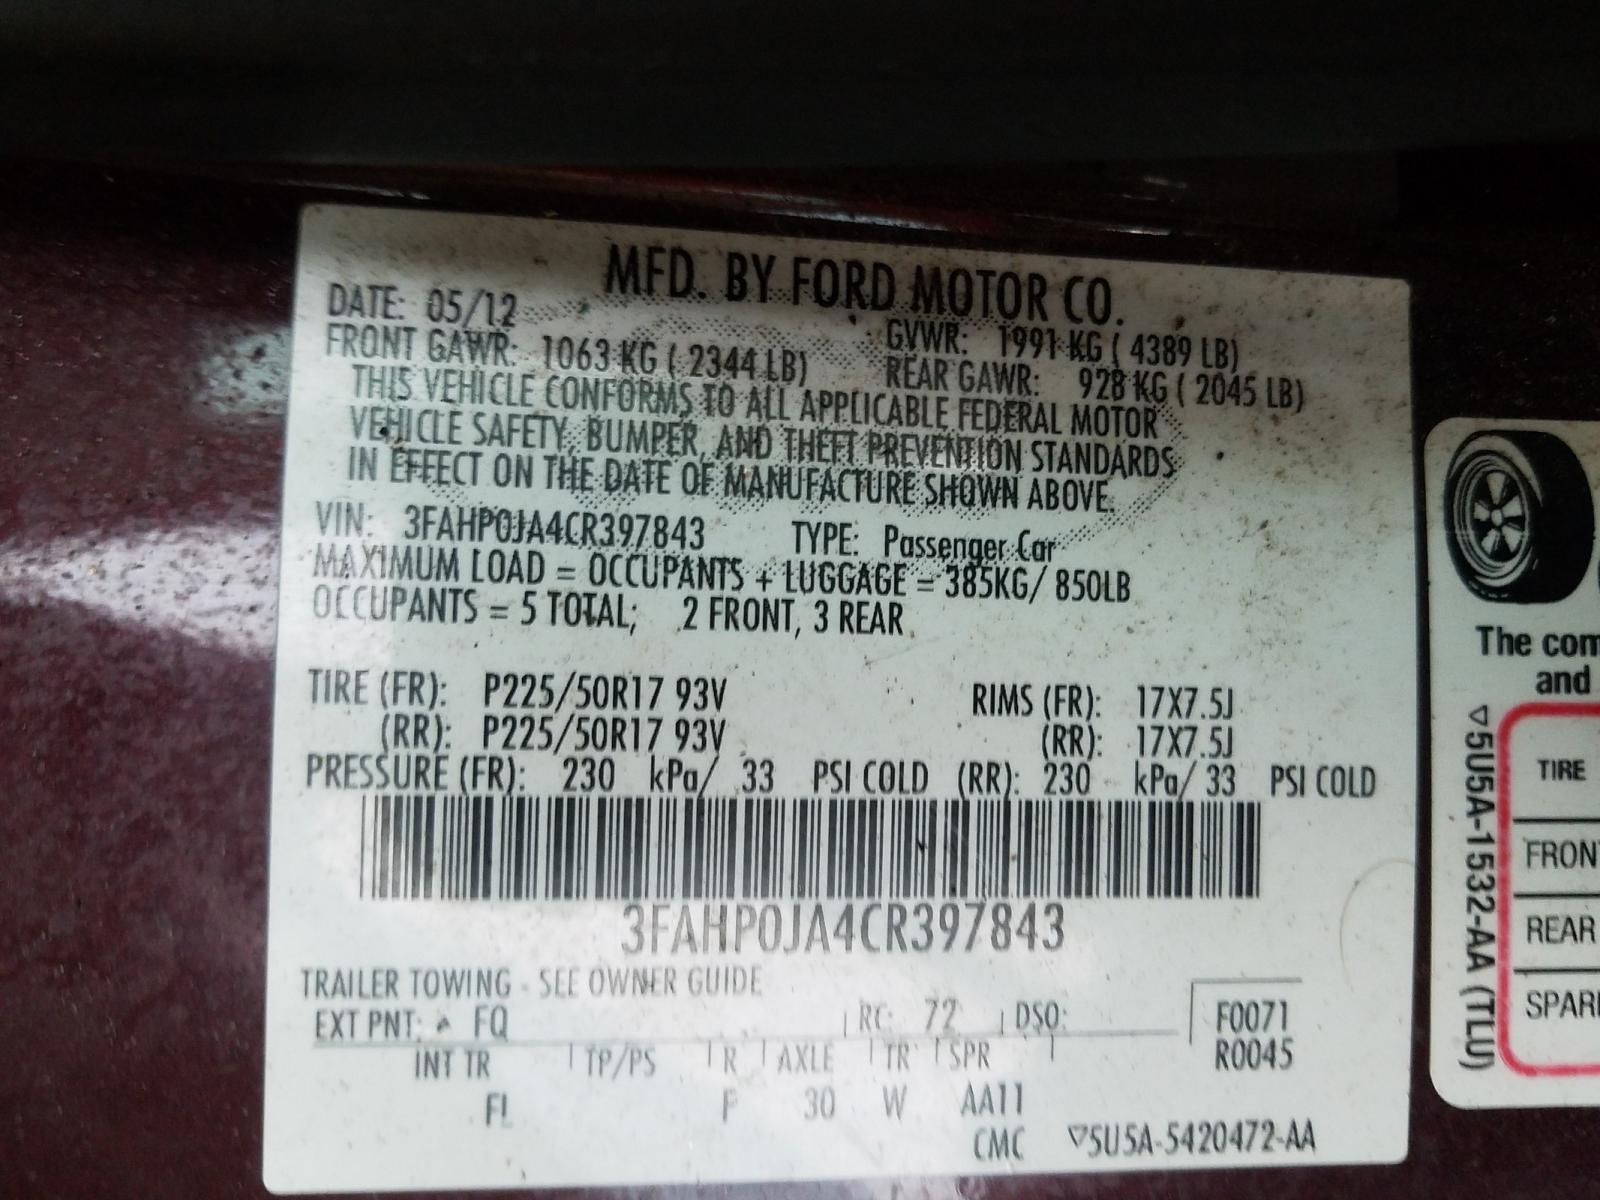 MFD. BY FORD MOTOR CO.
DATE: 05/12
GVWR: 1991 KG ( 4389 LB)
FRONT GAWR: 1063 KG ( 2344 LB)
REAR GAWR: 928 KG ( 2045 LB)
THIS VEHICLE CONFORMS TO ALL APPLICABLE FEDERAL MOTOR
VEHICLE SAFETY, BUMPER, AND THEFT PREVENTION STANDARDS
IN EFFECT ON THE DATE OF MANUFACTURE SHOWN ABOVE.
VIN: 3FAHP0JA4CR397843 TYPE: Passenger Car
MAXIMUM LOAD = OCCUPANTS + LUGGAGE = 385KG/ 850LB
OCCUPANTS = 5 TOTAL; 2 FRONT, 3 REAR
TIRE (FR): P225/50R17 93V RIMS (FR): 17X7.5J
(RR): P225/50R17 93V (RR): 17X7.5J
PRESSURE (FR): 230 kPa/ 33 PSI COLD (RR): 230 kPa/ 33 PSI COLD
3FAHP0JA4CR397843
TRAILER TOWING - SEE OWNER GUIDE
EXT PNT: FQ RC: 72 DSO: F0071
R0045
INT TR TP/PS R AXLE TR SPR
FL 30 W AA11
CMC ▽5U5A-5420472-AA
The com
and
▽5U5A-1532-AA (TLU)
TIRE
FRONT
REAR
SPAR